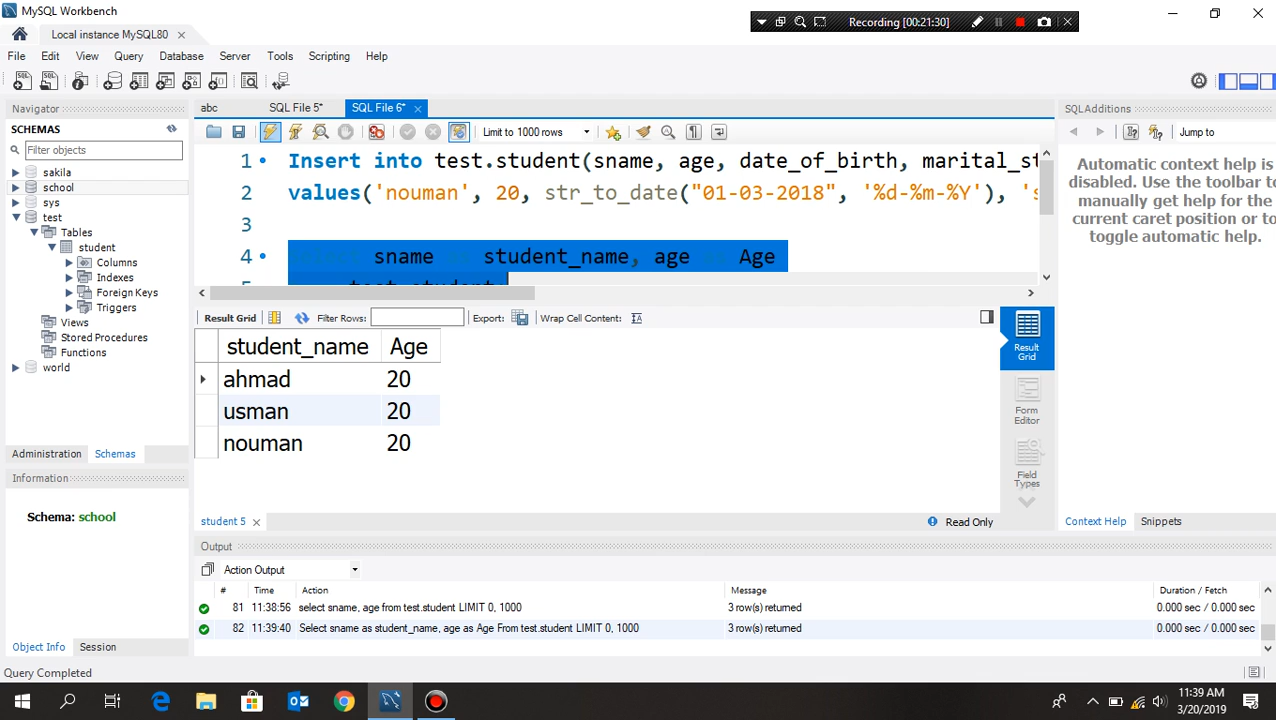 MySQL Workbench
Recording [00:21:30]
Local instance MySQL80
File Edit View Query Database Server Tools Scripting Help
Navigator
SCHEMAS
Filter objects
sakila
school
sys
test
Tables
student
Columns
Indexes
Foreign Keys
Triggers
Views
Stored Procedures
Functions
world
Administration Schemas
Information
Schema: school
Object Info Session
abc SQL File 5* SQL File 6*
Limit to 1000 rows
1 Insert into test.student(sname, age, date_of_birth, marital_st
2 values('nouman', 20, str_to_date("01-03-2018", '%d-%m-%Y'), 's
3
4 sname student_name, age Age
test.student;
Result Grid Filter Rows: Export: Wrap Cell Content:
student_name Age
ahmad 20
usman 20
nouman 20
Result Grid
Form Editor
Field Types
student 5 Read Only
SQLAdditions
Jump to
Automatic context help is
disabled. Use the toolbar to
manually get help for the
current caret position or to
toggle automatic help.
Context Help Snippets
Output
Action Output
# Time Action Message Duration / Fetch
81 11:38:56 select sname, age from test.student LIMIT 0, 1000 3 row(s) returned 0.000 sec / 0.000 sec
82 11:39:40 Select sname as student_name, age as Age From test.student LIMIT 0, 1000 3 row(s) returned 0.000 sec / 0.000 sec
Query Completed
11:39 AM
3/20/2019